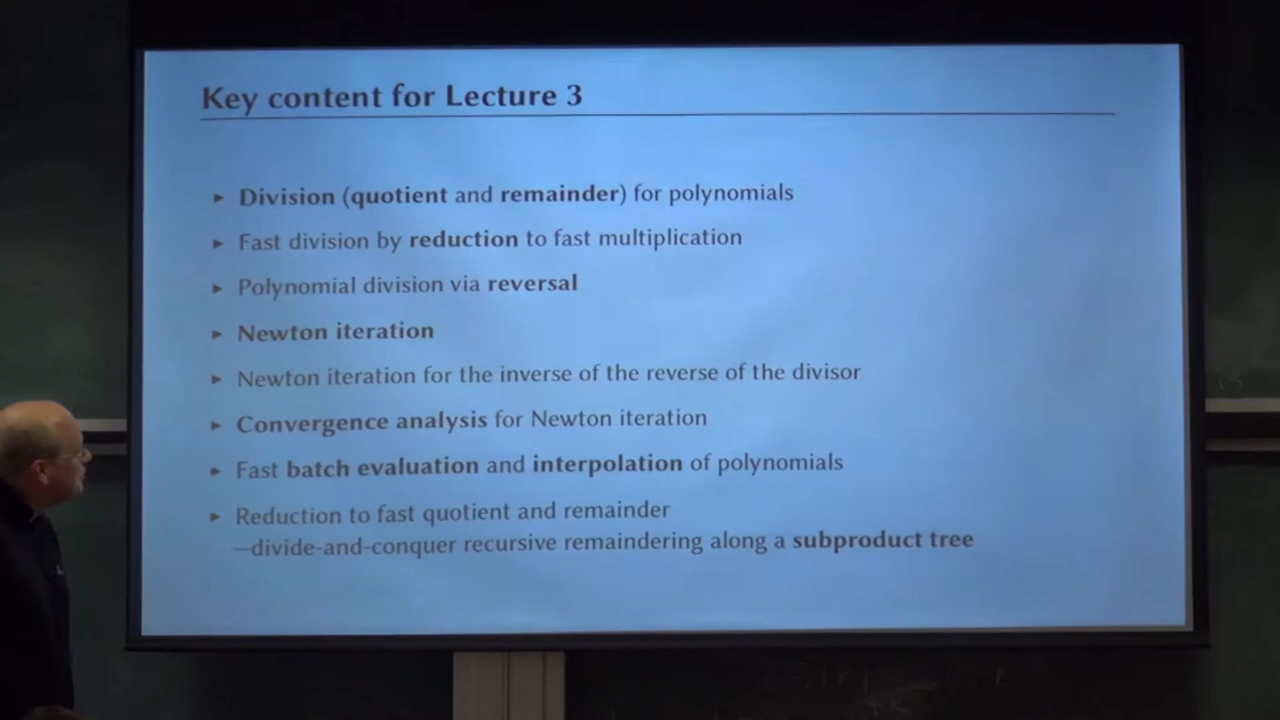 Key content for Lecture 3
▸ Division (quotient and remainder) for polynomials
▸ Fast division by reduction to fast multiplication
▸ Polynomial division via reversal
▸ Newton iteration
▸ Newton iteration for the inverse of the reverse of the divisor
▸ Convergence analysis for Newton iteration
▸ Fast batch evaluation and interpolation of polynomials
▸ Reduction to fast quotient and remainder
—divide-and-conquer recursive remaindering along a subproduct tree